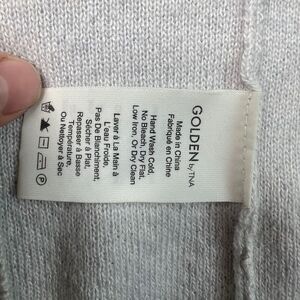 GOLDEN by TNA
Made in China
Fabriqué en Chine
Hand Wash Cold,
No Bleach, Dry Flat,
Low Iron, Or Dry Clean
Laver À La Main à
L'eau Froide
Pas De Blanchiment,
Sécher à Plat,
Repasser à Basse
Température,
Ou Nettoyer à Sec
P